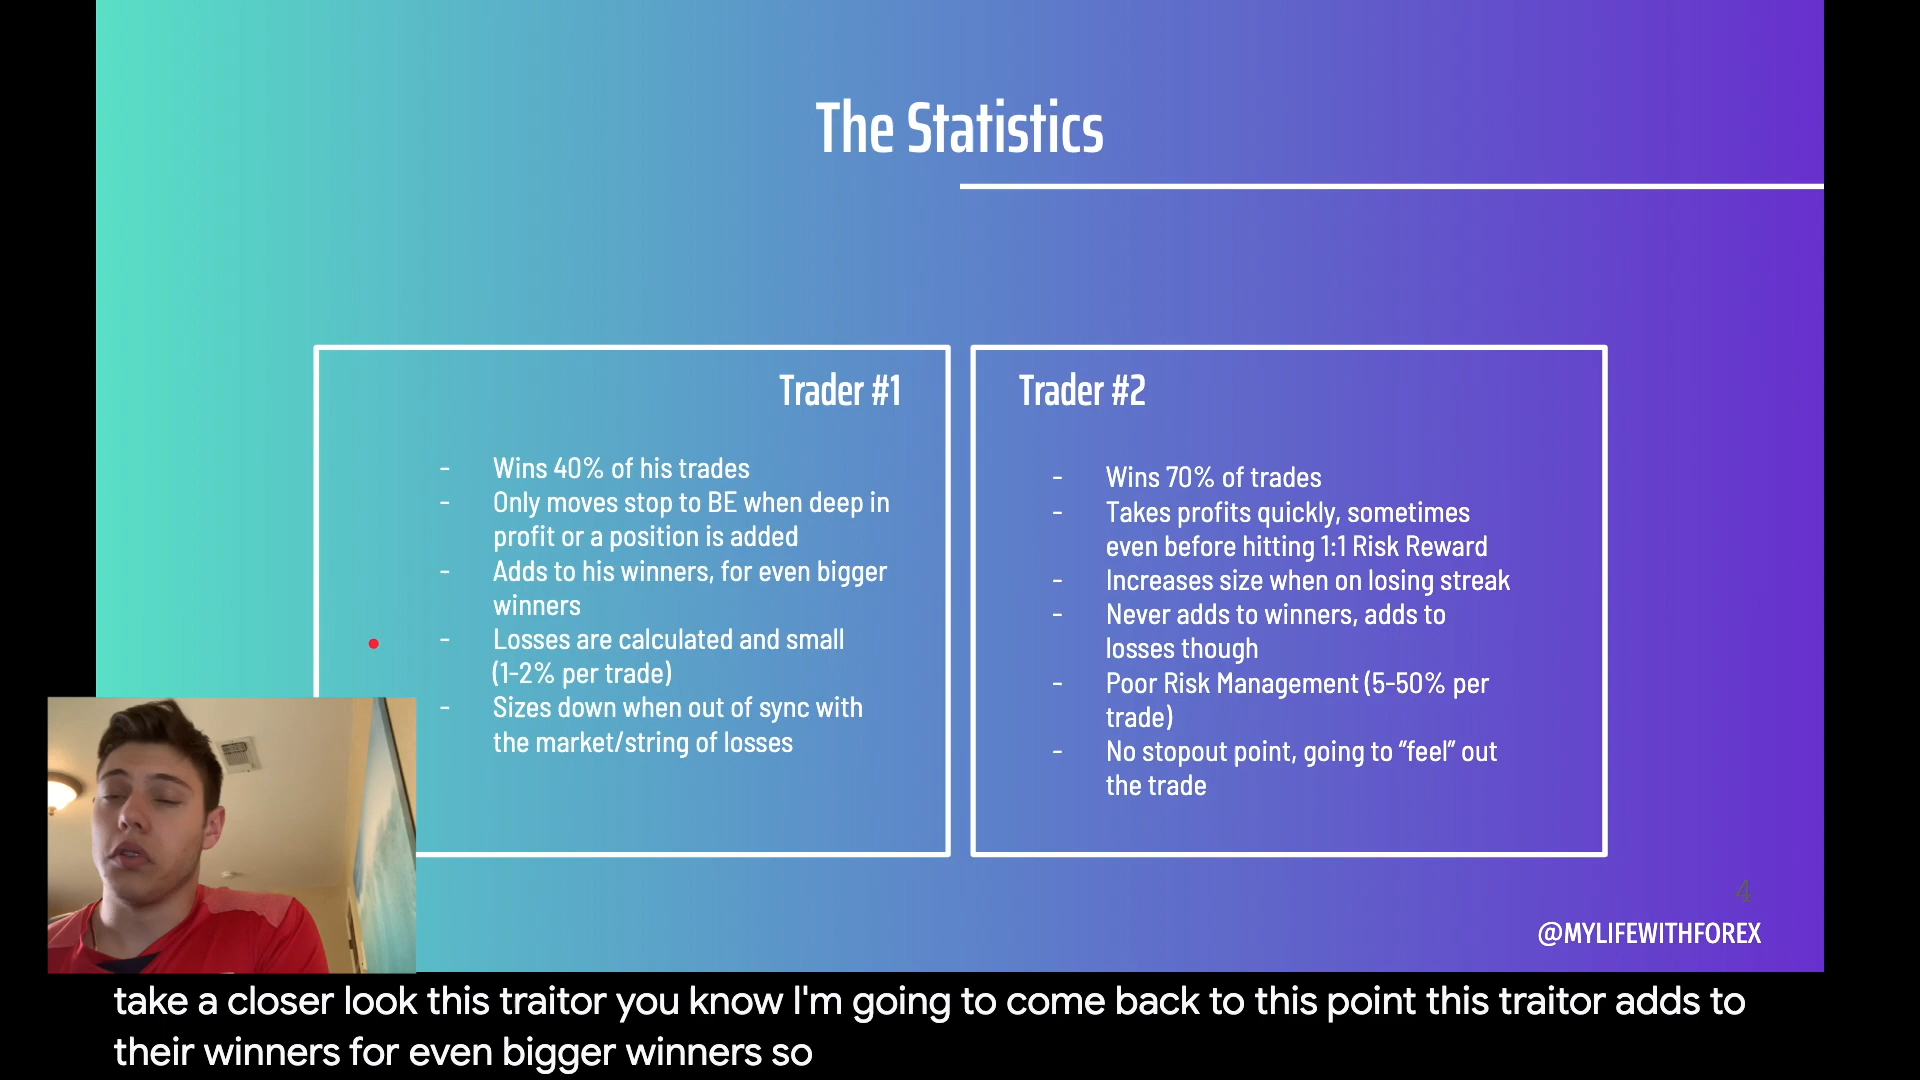 The Statistics
Trader #1
- Wins 40% of his trades
- Only moves stop to BE when deep in
profit or a position is added
- Adds to his winners, for even bigger
winners
- Losses are calculated and small
(1-2% per trade)
- Sizes down when out of sync with
the market/string of losses
Trader #2
- Wins 70% of trades
- Takes profits quickly, sometimes
even before hitting 1:1 Risk Reward
- Increases size when on losing streak
- Never adds to winners, adds to
losses though
- Poor Risk Management (5-50% per
trade)
- No stopout point, going to “feel” out
the trade
4
@MYLIFEWITHFOREX
take a closer look this traitor you know I'm going to come back to this point this traitor adds to
their winners for even bigger winners so